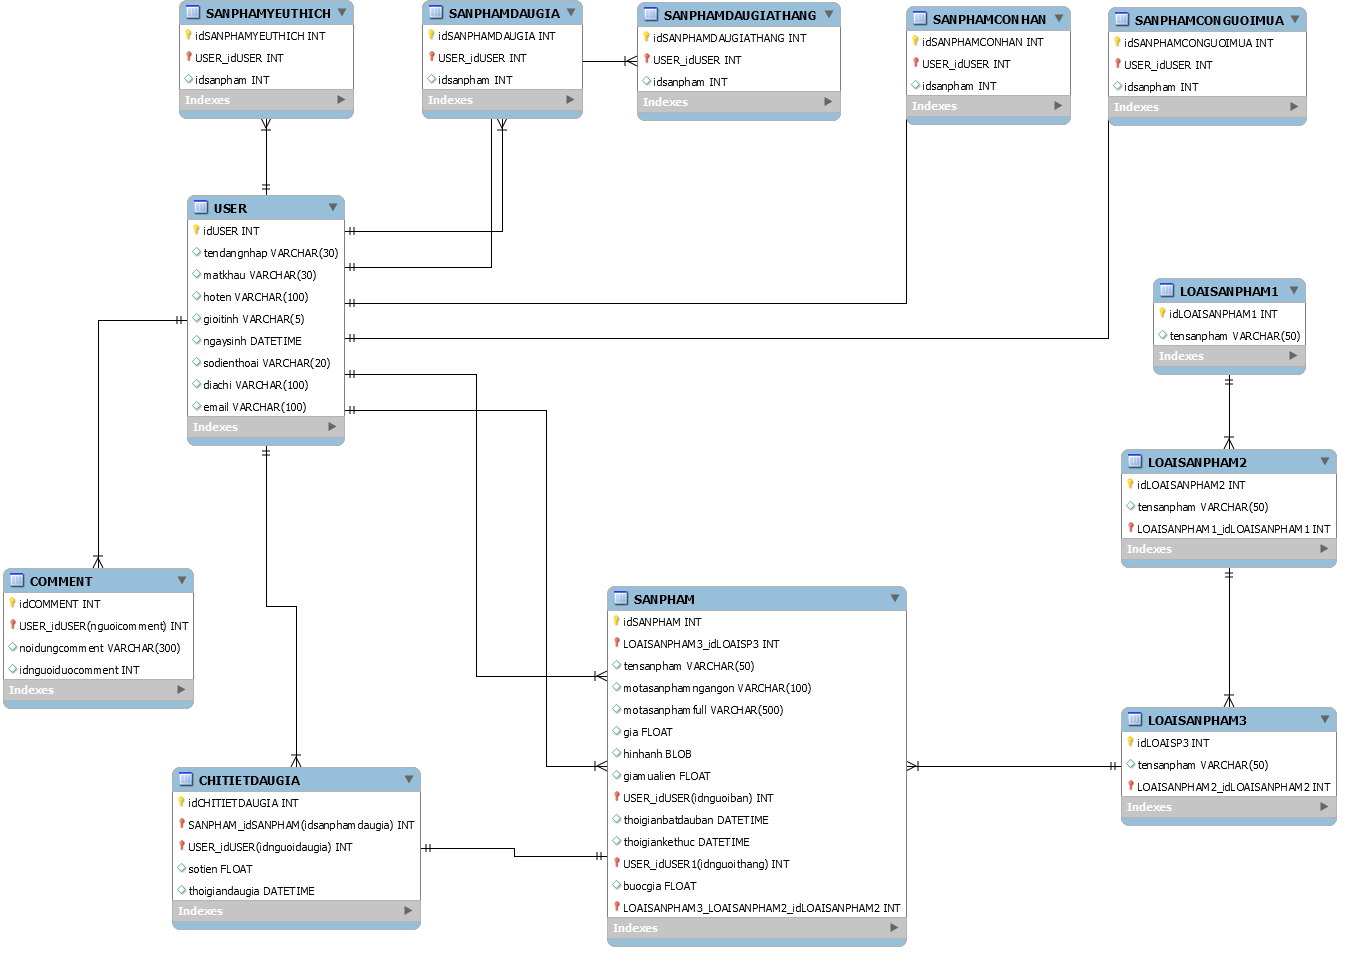 SANPHAMYEUTHICH
idSANPHAMYEUTHICH INT
USER_idUSER INT
idsanpham INT
Indexes
SANPHAMDAUGIA
idSANPHAMDAUGIA INT
USER_idUSER INT
idsanpham INT
Indexes
SANPHAMDAUGIATHANG
idSANPHAMDAUGIATHANG INT
USER_idUSER INT
idsanpham INT
Indexes
SANPHAMCONHAN
idSANPHAMCONHAN INT
USER_idUSER INT
idsanpham INT
Indexes
SANPHAMCONGUOIMUA
idSANPHAMCONGUOIMUA INT
USER_idUSER INT
idsanpham INT
Indexes
USER
idUSER INT
tendangnhap VARCHAR(30)
matkhau VARCHAR(30)
hoten VARCHAR(100)
gioitinh VARCHAR(5)
ngaysinh DATETIME
sodienthoai VARCHAR(20)
diachi VARCHAR(100)
email VARCHAR(100)
Indexes
LOAISANPHAM1
idLOAISANPHAM1 INT
tensanpham VARCHAR(50)
Indexes
LOAISANPHAM2
idLOAISANPHAM2 INT
tensanpham VARCHAR(50)
LOAISANPHAM1_idLOAISANPHAM1 INT
Indexes
COMMENT
idCOMMENT INT
USER_idUSER(nguoicomment) INT
noidungcomment VARCHAR(300)
idnguoiduocomment INT
Indexes
SANPHAM
idSANPHAM INT
LOAISANPHAM3_idLOAISP3 INT
tensanpham VARCHAR(50)
motasanphamngangon VARCHAR(100)
motasanphamfull VARCHAR(500)
gia FLOAT
hinhanh BLOB
giamualien FLOAT
USER_idUSER(idnguoiban) INT
thoigianbatdauban DATETIME
thoigiankethuc DATETIME
USER_idUSER1(idnguoithang) INT
buocgia FLOAT
LOAISANPHAM3_LOAISANPHAM2_idLOAISANPHAM2 INT
Indexes
LOAISANPHAM3
idLOAISP3 INT
tensanpham VARCHAR(50)
LOAISANPHAM2_idLOAISANPHAM2 INT
Indexes
CHITIETDAUGIA
idCHITIETDAUGIA INT
SANPHAM_idSANPHAM(idsanphamdaugia) INT
USER_idUSER(idnguoidaugia) INT
sotien FLOAT
thoigiandaugia DATETIME
Indexes